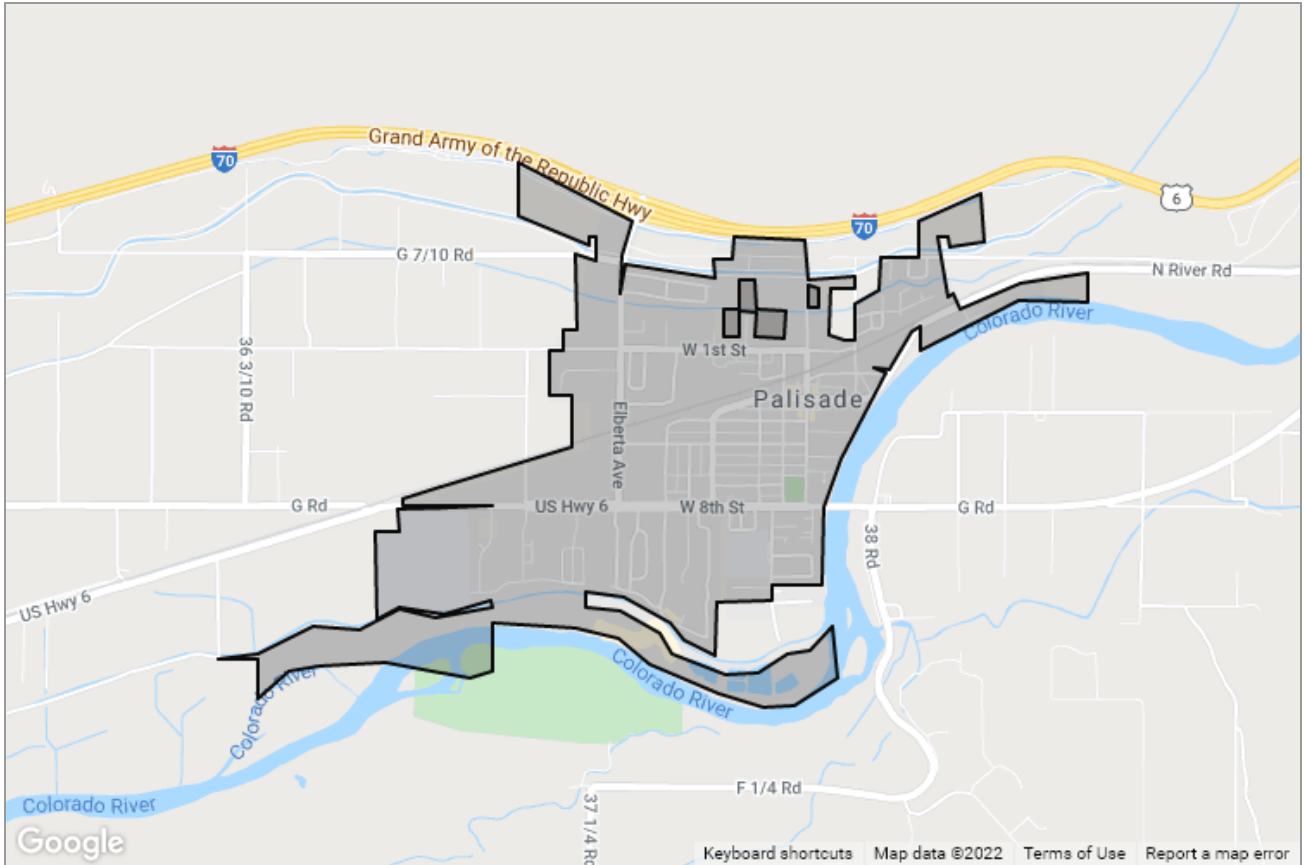 Grand Army of the Republic Hwy
70
70
6
G 7/10 Rd
N River Rd
Colorado River
36 3/10 Rd
W 1st St
Palisade
Elberta Ave
G Rd
US Hwy 6
W 8th St
G Rd
38 Rd
US Hwy 6
Colorado River
Colorado River
F 1/4 Rd
37 1/4 Rd
Colorado River
Google
Keyboard shortcuts Map data ©2022 Terms of Use Report a map error